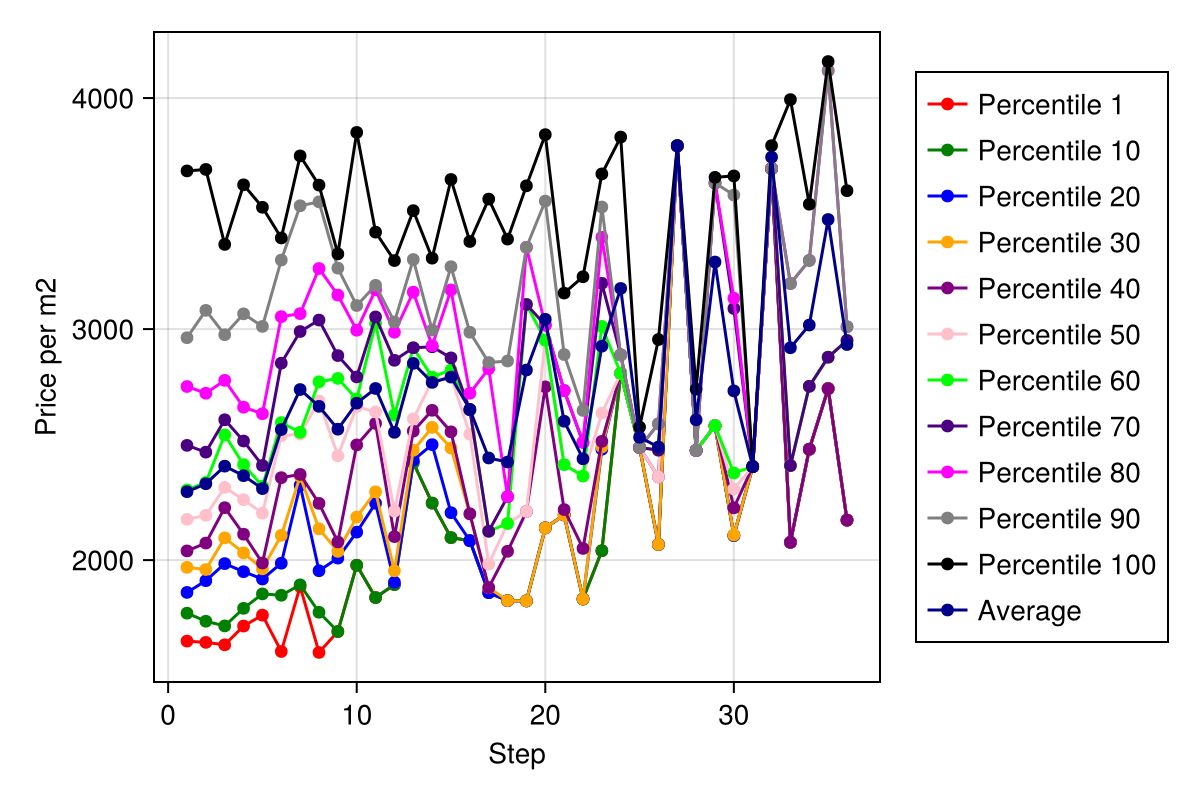 4000
3000
2000
Price per m2
0 10 20 30
Step
Percentile 1
Percentile 10
Percentile 20
Percentile 30
Percentile 40
Percentile 50
Percentile 60
Percentile 70
Percentile 80
Percentile 90
Percentile 100
Average